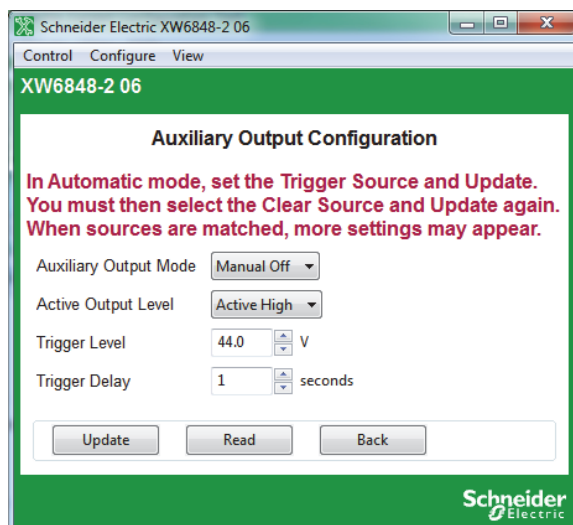 Schneider Electric XW6848-2 06
Control Configure View
XW6848-2 06
Auxiliary Output Configuration
In Automatic mode, set the Trigger Source and Update.
You must then select the Clear Source and Update again.
When sources are matched, more settings may appear.
Auxiliary Output Mode Manual Off
Active Output Level Active High
Trigger Level 44.0 V
Trigger Delay 1 seconds
Update Read Back
Schneider
Electric